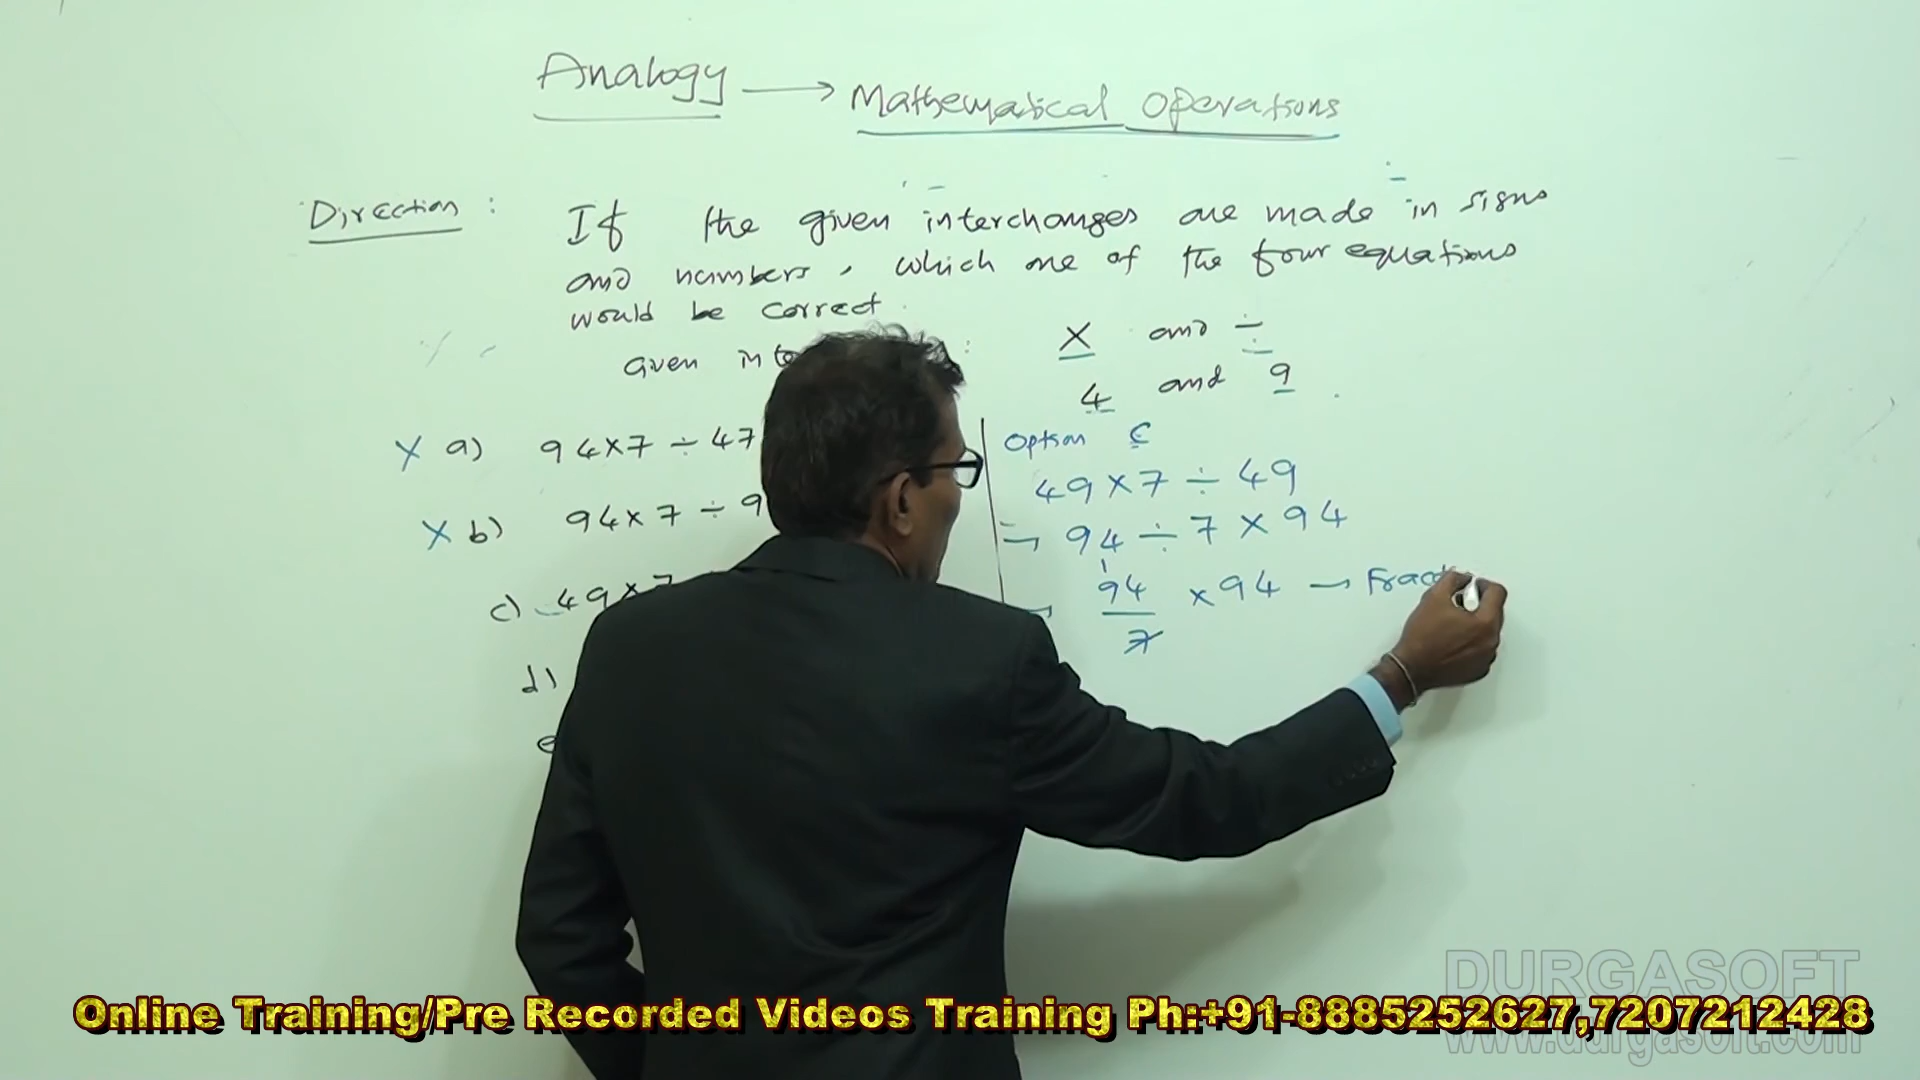 Analogy → Mathematical Operations
Direction : If the given interchanges are made in signs
and numbers, which one of the four equations
would be correct
Given
× and ÷
4 and 9
× a) 94×7 ÷ 47
× b) 94×7 ÷ 9
c) 49×7
d)
e
Option C
49×7 ÷ 49
→ 94 ÷ 7 × 94
94/7 × 94 →
DURGASOFT
www.durgasoft.com
Online Training/Pre Recorded Videos Training Ph:+91-8885252627,7207212428